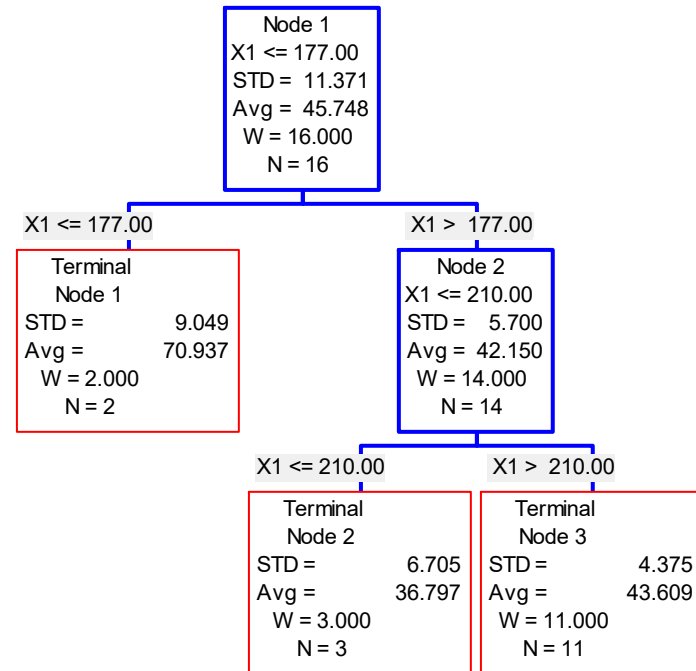 Node 1
X1 <= 177.00
STD = 11.371
Avg = 45.748
W = 16.000
N = 16
X1 <= 177.00
X1 > 177.00
Terminal
Node 1
STD = 9.049
Avg = 70.937
W = 2.000
N = 2
Node 2
X1 <= 210.00
STD = 5.700
Avg = 42.150
W = 14.000
N = 14
X1 <= 210.00
X1 > 210.00
Terminal
Node 2
STD = 6.705
Avg = 36.797
W = 3.000
N = 3
Terminal
Node 3
STD = 4.375
Avg = 43.609
W = 11.000
N = 11